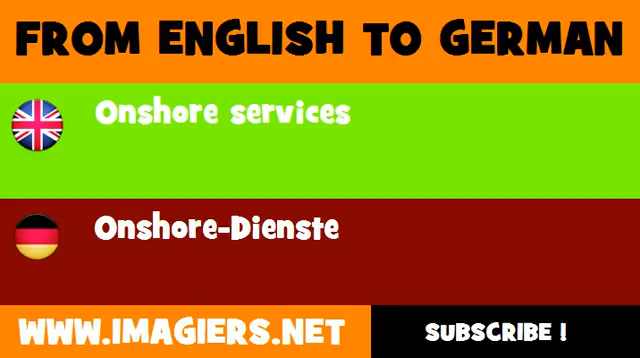 FROM ENGLISH TO GERMAN
Onshore services
Onshore-Dienste
WWW.IMAGIERS.NET
SUBSCRIBE !